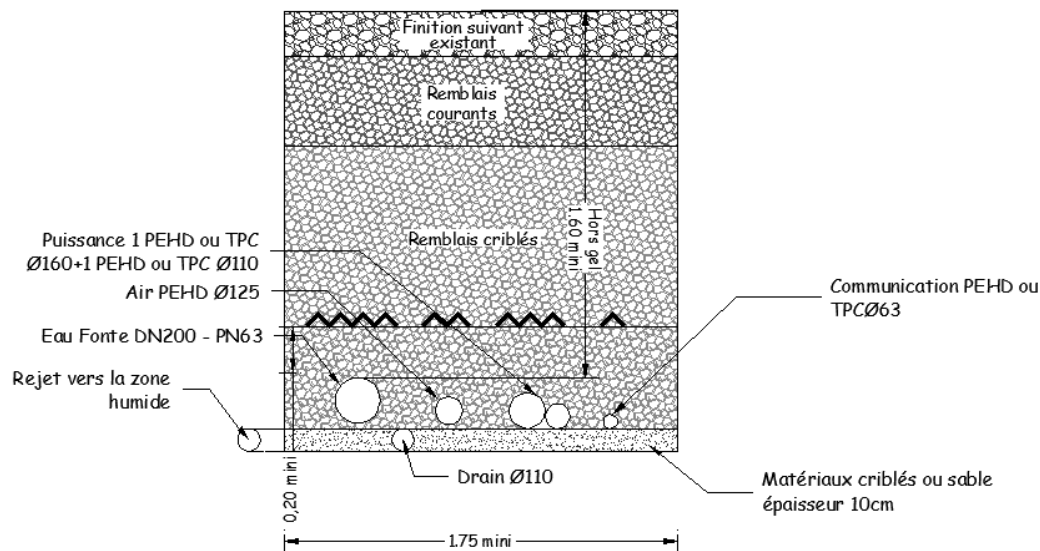 Finition suivant
existant
Remblais
courants
Hors gel
1.60 mini
Remblais criblés
Puissance 1 PEHD ou TPC
Ø160+1 PEHD ou TPC Ø110
Air PEHD Ø125
Eau Fonte DN200 - PN63
Rejet vers la zone
humide
Communication PEHD ou
TPCØ63
0,20 mini
Drain Ø110
Matériaux criblés ou sable
épaisseur 10cm
1.75 mini